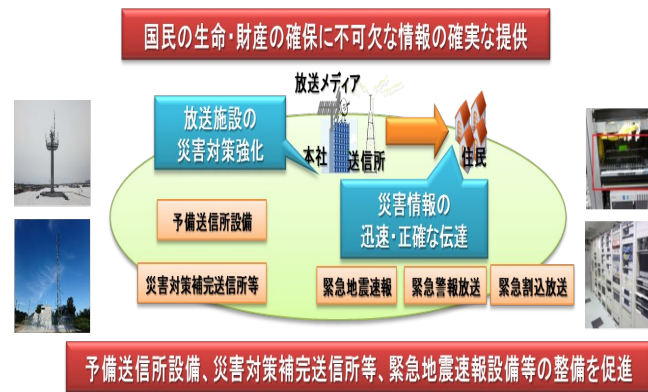 国民の生命・財産の確保に不可欠な情報の確実な提供
放送メディア
放送施設の
災害対策強化
本社
送信所
住民
災害情報の
迅速・正確な伝達
予備送信所設備
災害対策補完送信所等
緊急地震速報
緊急警報放送
緊急割込放送
予備送信所設備、災害対策補完送信所等、緊急地震速報設備等の整備を促進